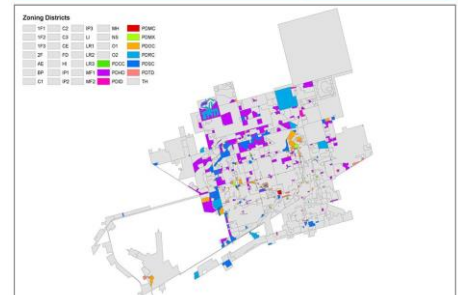 Zoning Districts
1F1 C2 IP3 MH PDMC
1F2 C3 LI NS PDMX
1F3 CE LR1 O1 PDOC
2F FD LR2 O2 PDRC
AE HI LR3 PDCC PDSC
BP IP1 MF1 PDHD PDTD
C1 IP2 MF2 PDID TH